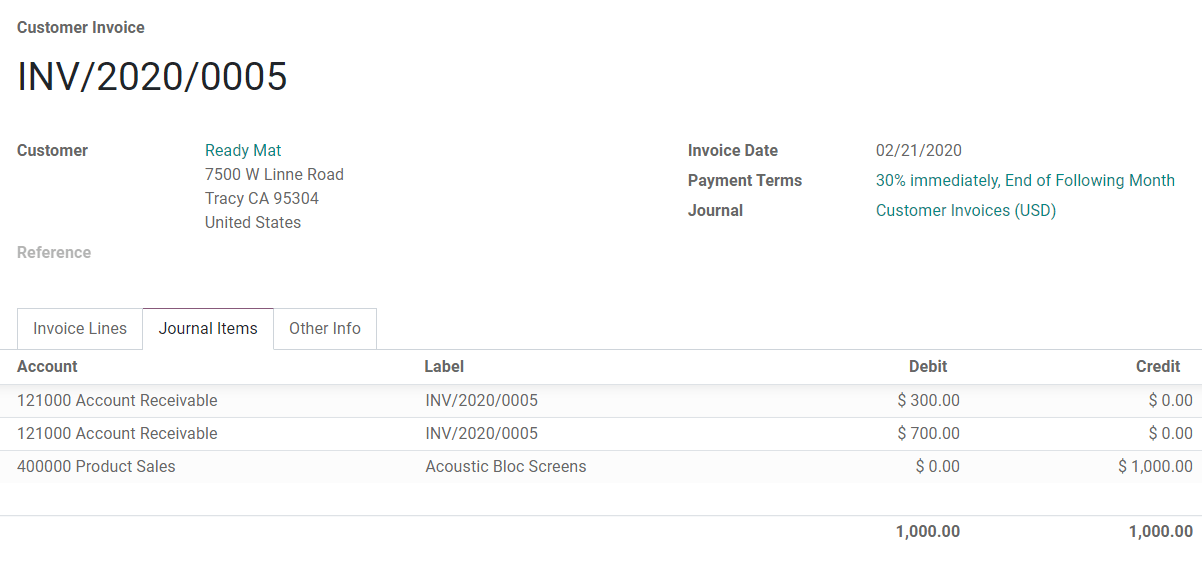 Customer Invoice
INV/2020/0005
Customer Ready Mat Invoice Date 02/21/2020
7500 W Linne Road Payment Terms 30% immediately, End of Following Month
Tracy CA 95304 Journal Customer Invoices (USD)
United States
Reference
Invoice Lines Journal Items Other Info
Account Label Debit Credit
121000 Account Receivable INV/2020/0005 $ 300.00 $ 0.00
121000 Account Receivable INV/2020/0005 $ 700.00 $ 0.00
400000 Product Sales Acoustic Bloc Screens $ 0.00 $ 1,000.00
1,000.00 1,000.00